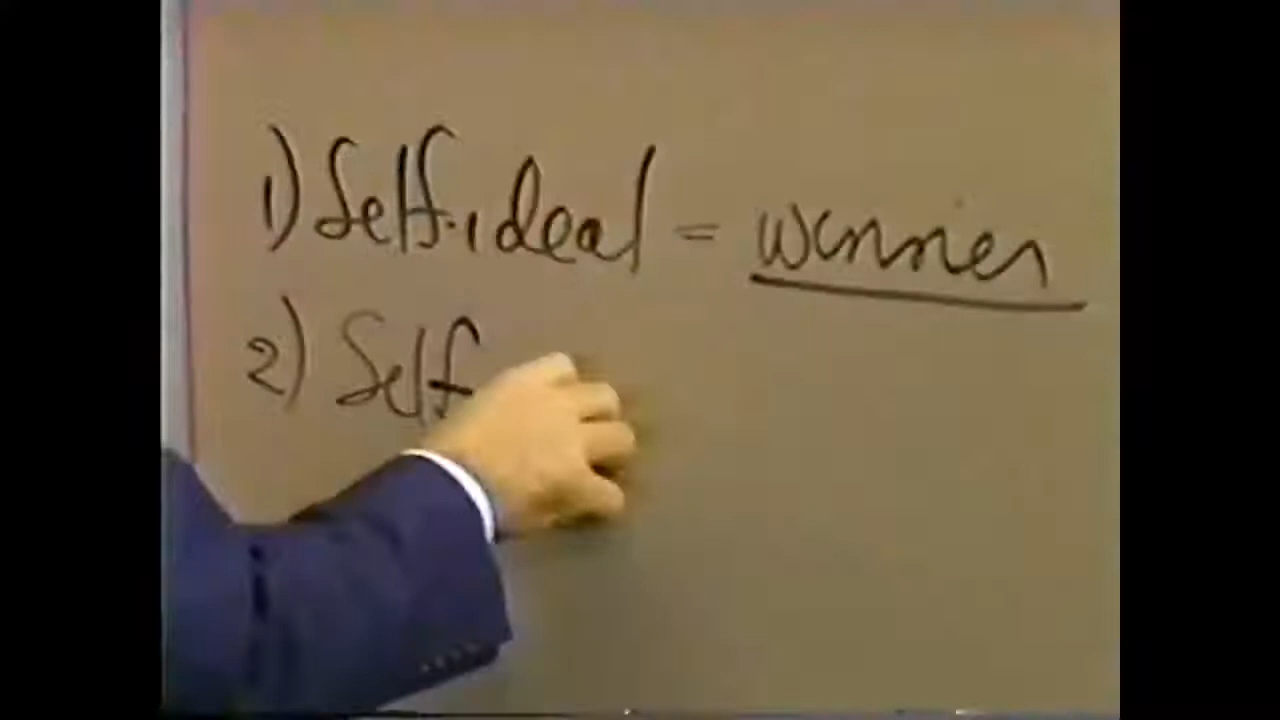 1) Self-ideal = winner
2) Self